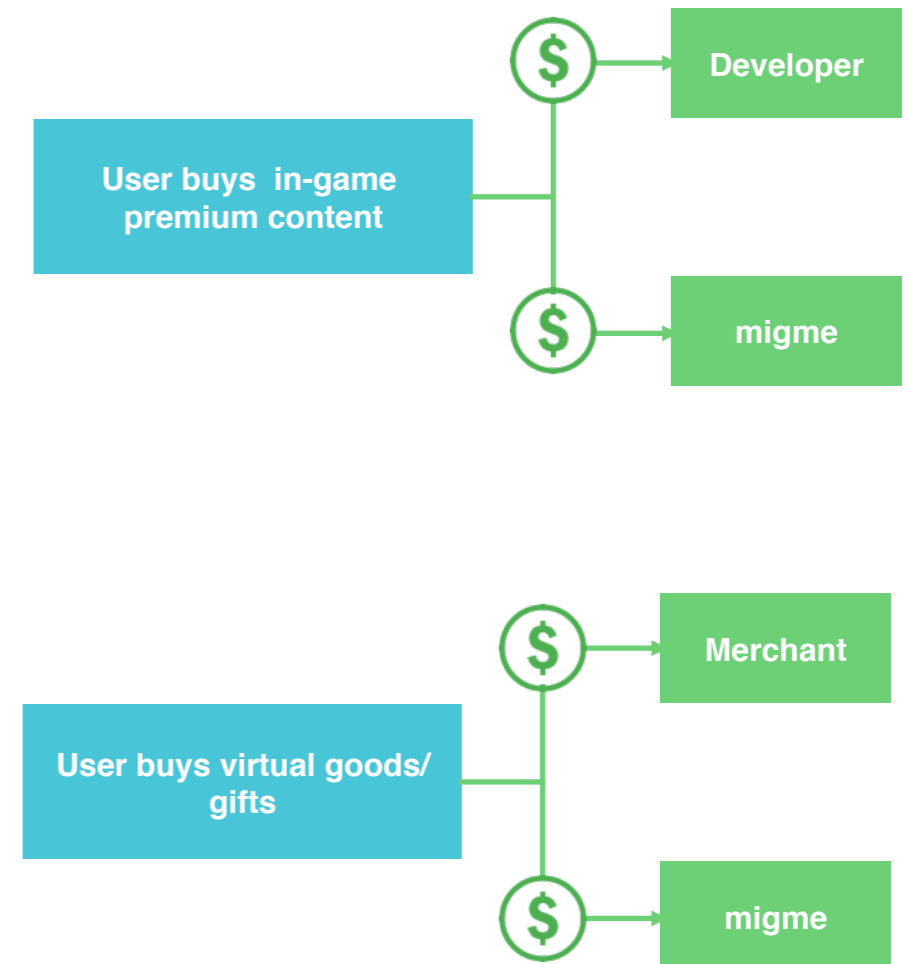 $
Developer
User buys in-game
premium content
$
migme
$
Merchant
User buys virtual goods/
gifts
$
migme